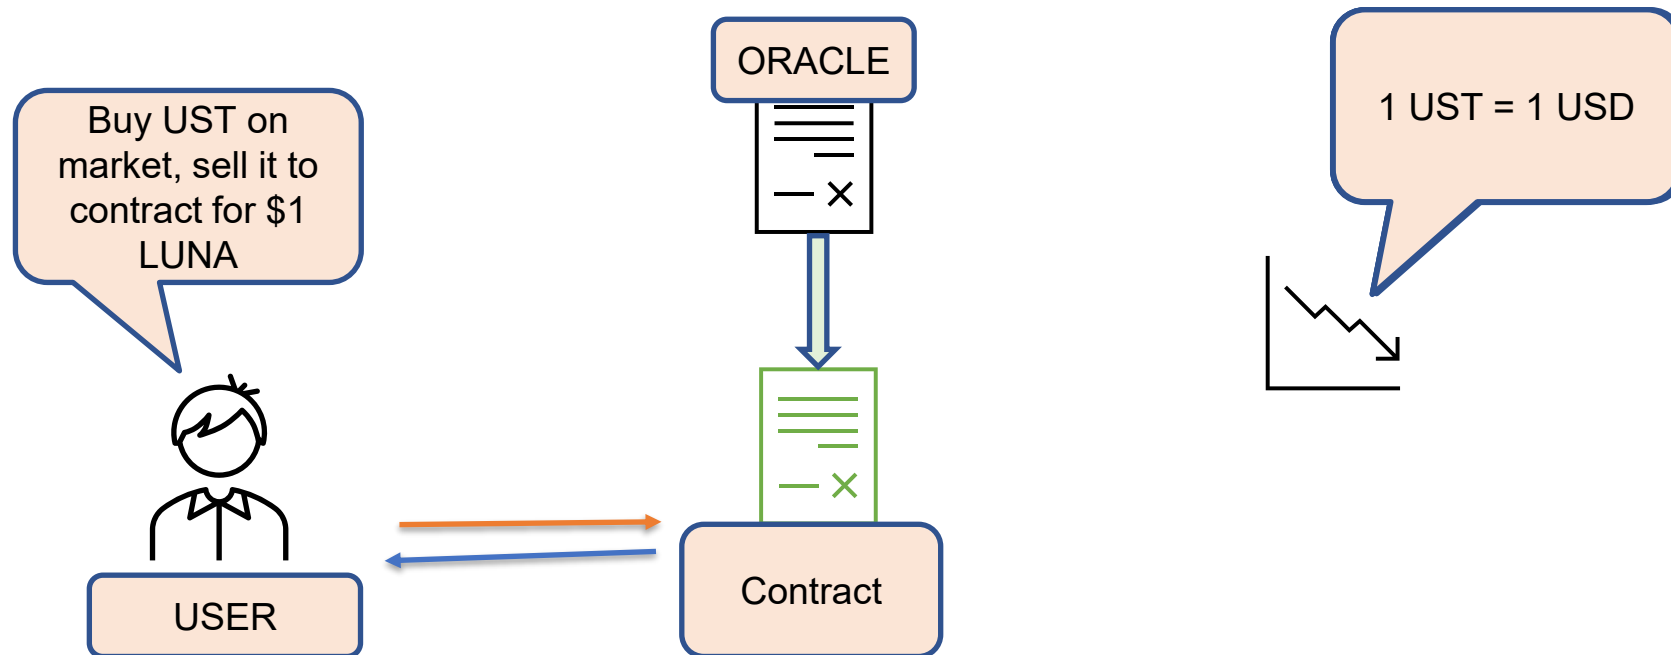 ORACLE
Buy UST on
market, sell it to
contract for $1
LUNA
1 UST = 1 USD
USER
Contract